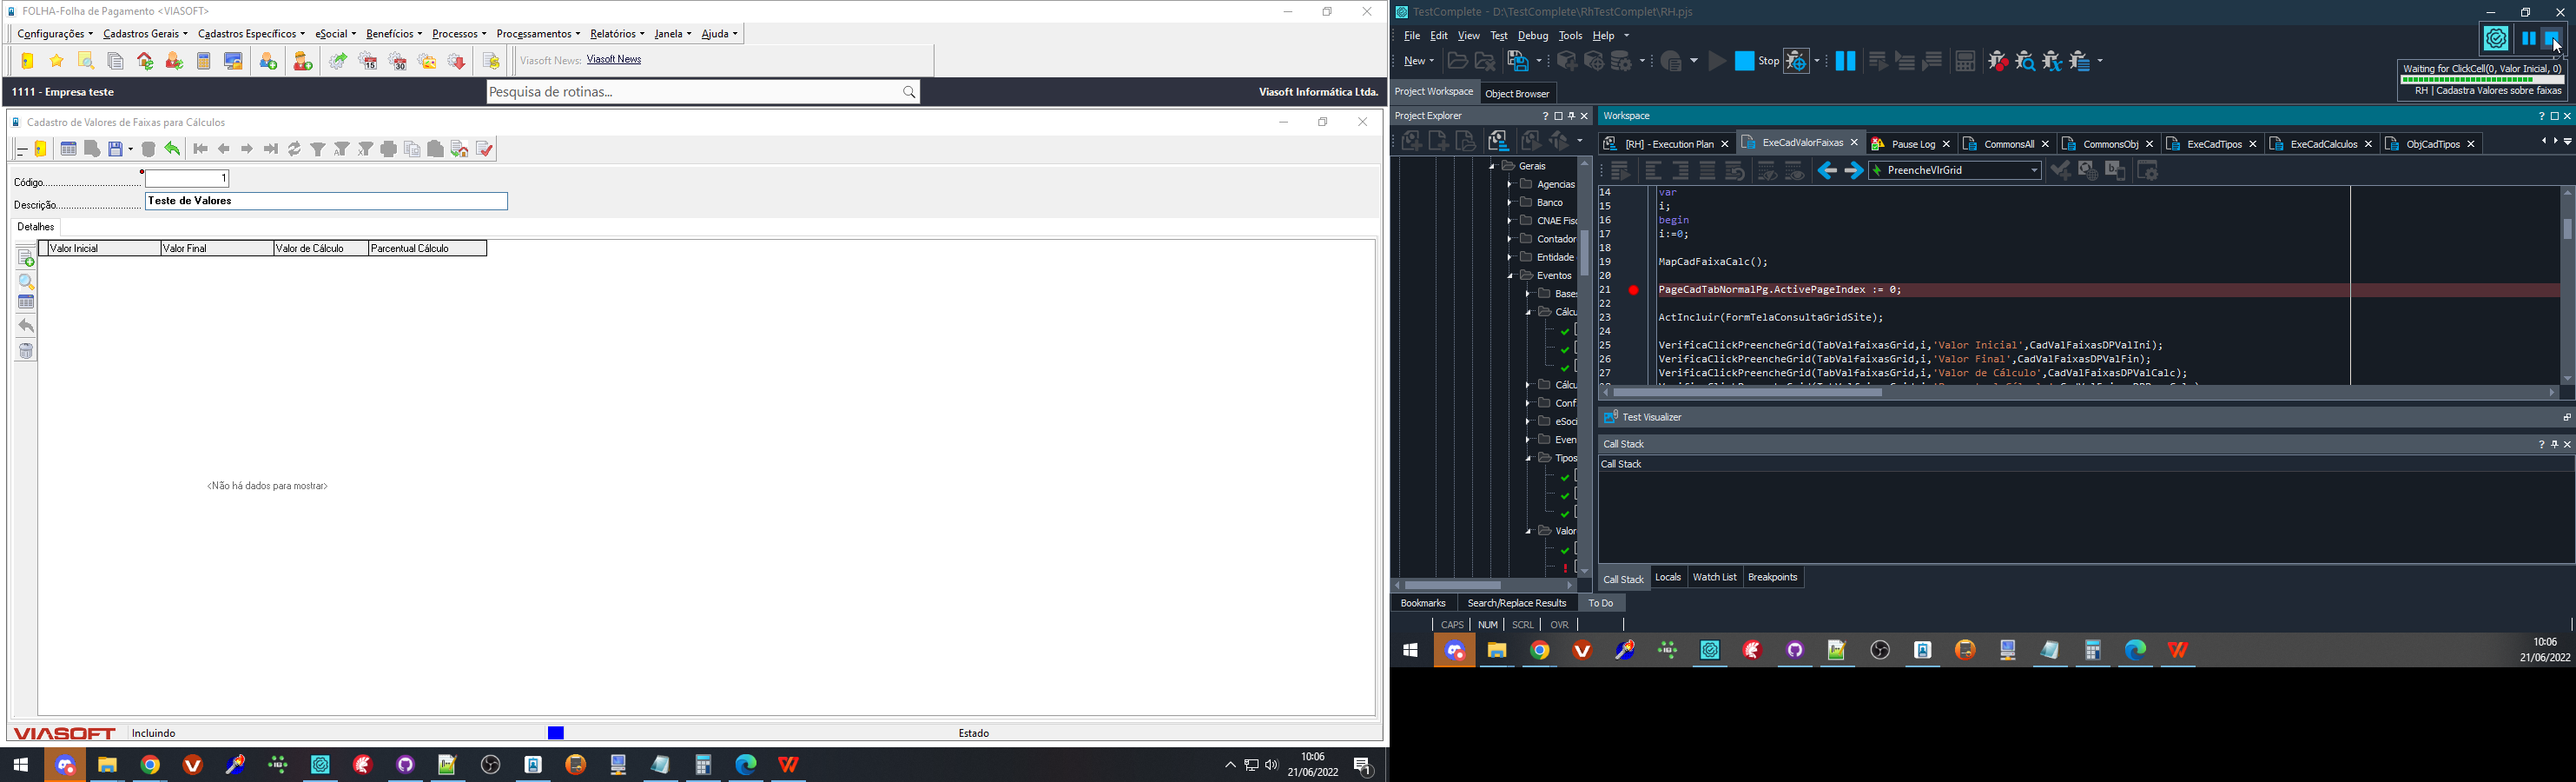 FOLHA-Folha de Pagamento <VIASOFT>
Configurações Cadastros Gerais Cadastros Específicos eSocial Benefícios Processos Processamentos Relatórios Janela Ajuda
Viasoft News: Viasoft News
1111 - Empresa teste
Pesquisa de rotinas...
Viasoft Informática Ltda.
Cadastro de Valores de Faixas para Cálculos
Código
1
Descrição
Teste de Valores
Detalhes
Valor Inicial Valor Final Valor de Cálculo Parcentual Cálculo
<Não há dados para mostrar>
VIASOFT Incluindo Estado
10:06
21/06/2022
1
TestComplete - D:\TestComplete\RhTestComplet\RH.pjs
File Edit View Test Debug Tools Help
New Stop
Waiting for ClickCell(0, Valor Inicial, 0)
RH | Cadastra Valores sobre faixas
Project Workspace Object Browser
Project Explorer
Workspace
[RH] - Execution Plan ExeCadValorFaixas Pause Log CommonsAll CommonsObj ExeCadTipos ExeCadCalculos ObjCadTipos
PreencheVlrGrid
Gerais
Agencias
Banco
CNAE Fisc
Contador
Entidade
Eventos
Bases
Cálcu
Cálcu
Conf
eSoci
Even
Tipos
Valor
14 var
15 i;
16 begin
17 i:=0;
18
19 MapCadFaixaCalc();
20
21 PageCadTabNormalPg.ActivePageIndex := 0;
22
23 ActIncluir(FormTelaConsultaGridSite);
24
25 VerificaClickPreencheGrid(TabValfaixasGrid,i,'Valor Inicial',CadValFaixasDPValIni);
26 VerificaClickPreencheGrid(TabValfaixasGrid,i,'Valor Final',CadValFaixasDPValFin);
27 VerificaClickPreencheGrid(TabValfaixasGrid,i,'Valor de Cálculo',CadValFaixasDPValCalc);
Test Visualizer
Call Stack
Call Stack
Call Stack Locals Watch List Breakpoints
Bookmarks Search/Replace Results To Do
CAPS NUM SCRL OVR
10:06
21/06/2022